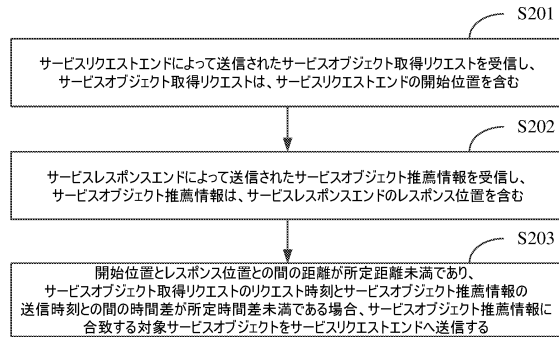 S201
サービスリクエストエンドによって送信されたサービスオブジェクト取得リクエストを受信し、
サービスオブジェクト取得リクエストは、サービスリクエストエンドの開始位置を含む
S202
サービスレスポンスエンドによって送信されたサービスオブジェクト推薦情報を受信し、
サービスオブジェクト推薦情報は、サービスレスポンスエンドのレスポンス位置を含む
S203
開始位置とレスポンス位置との間の距離が所定距離未満であり、
サービスオブジェクト取得リクエストのリクエスト時刻とサービスオブジェクト推薦情報の
送信時刻との間の時間差が所定時間差未満である場合、サービスオブジェクト推薦情報に
合致する対象サービスオブジェクトをサービスリクエストエンドへ送信する